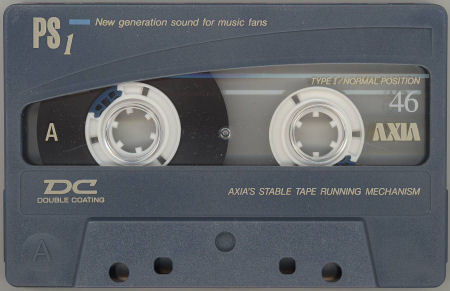 PS1 New generation sound for music fans
TYPE I / NORMAL POSITION
46
A
AXIA
DC
DOUBLE COATING
AXIA'S STABLE TAPE RUNNING MECHANISM
A